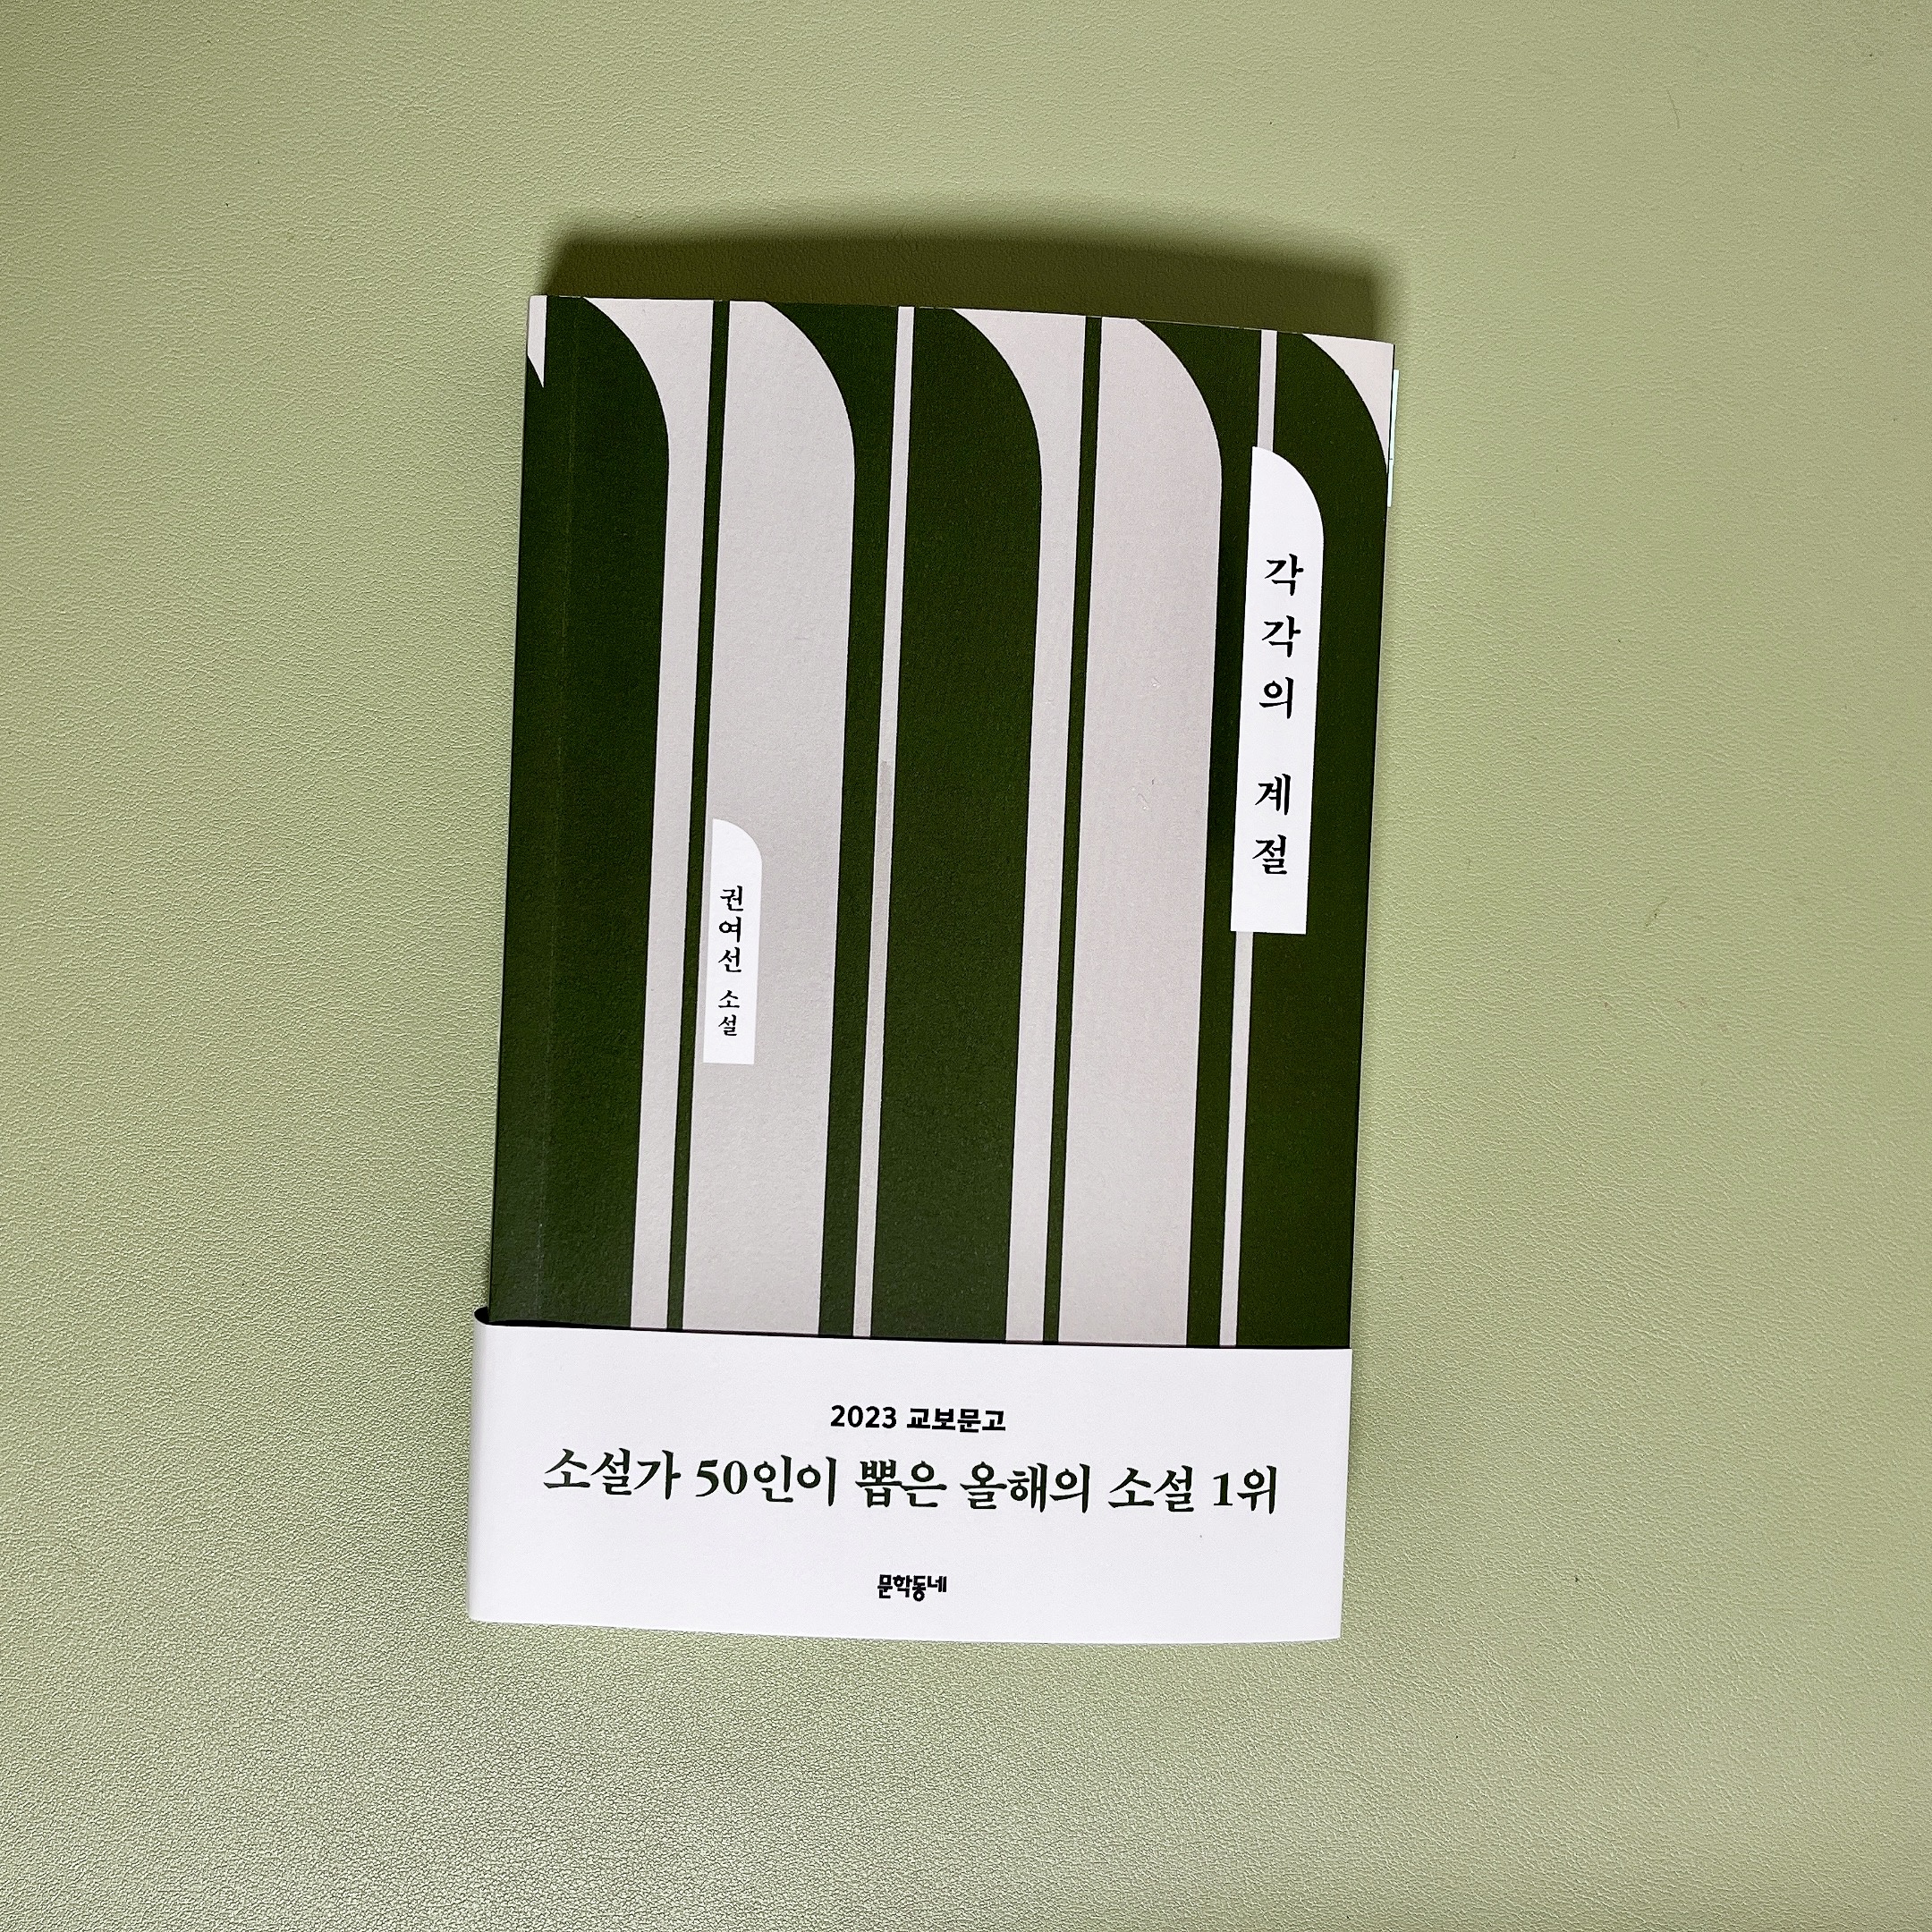 각각의 계절
권여선 소설
2023 교보문고
소설가 50인이 뽑은 올해의 소설 1위
문학동네